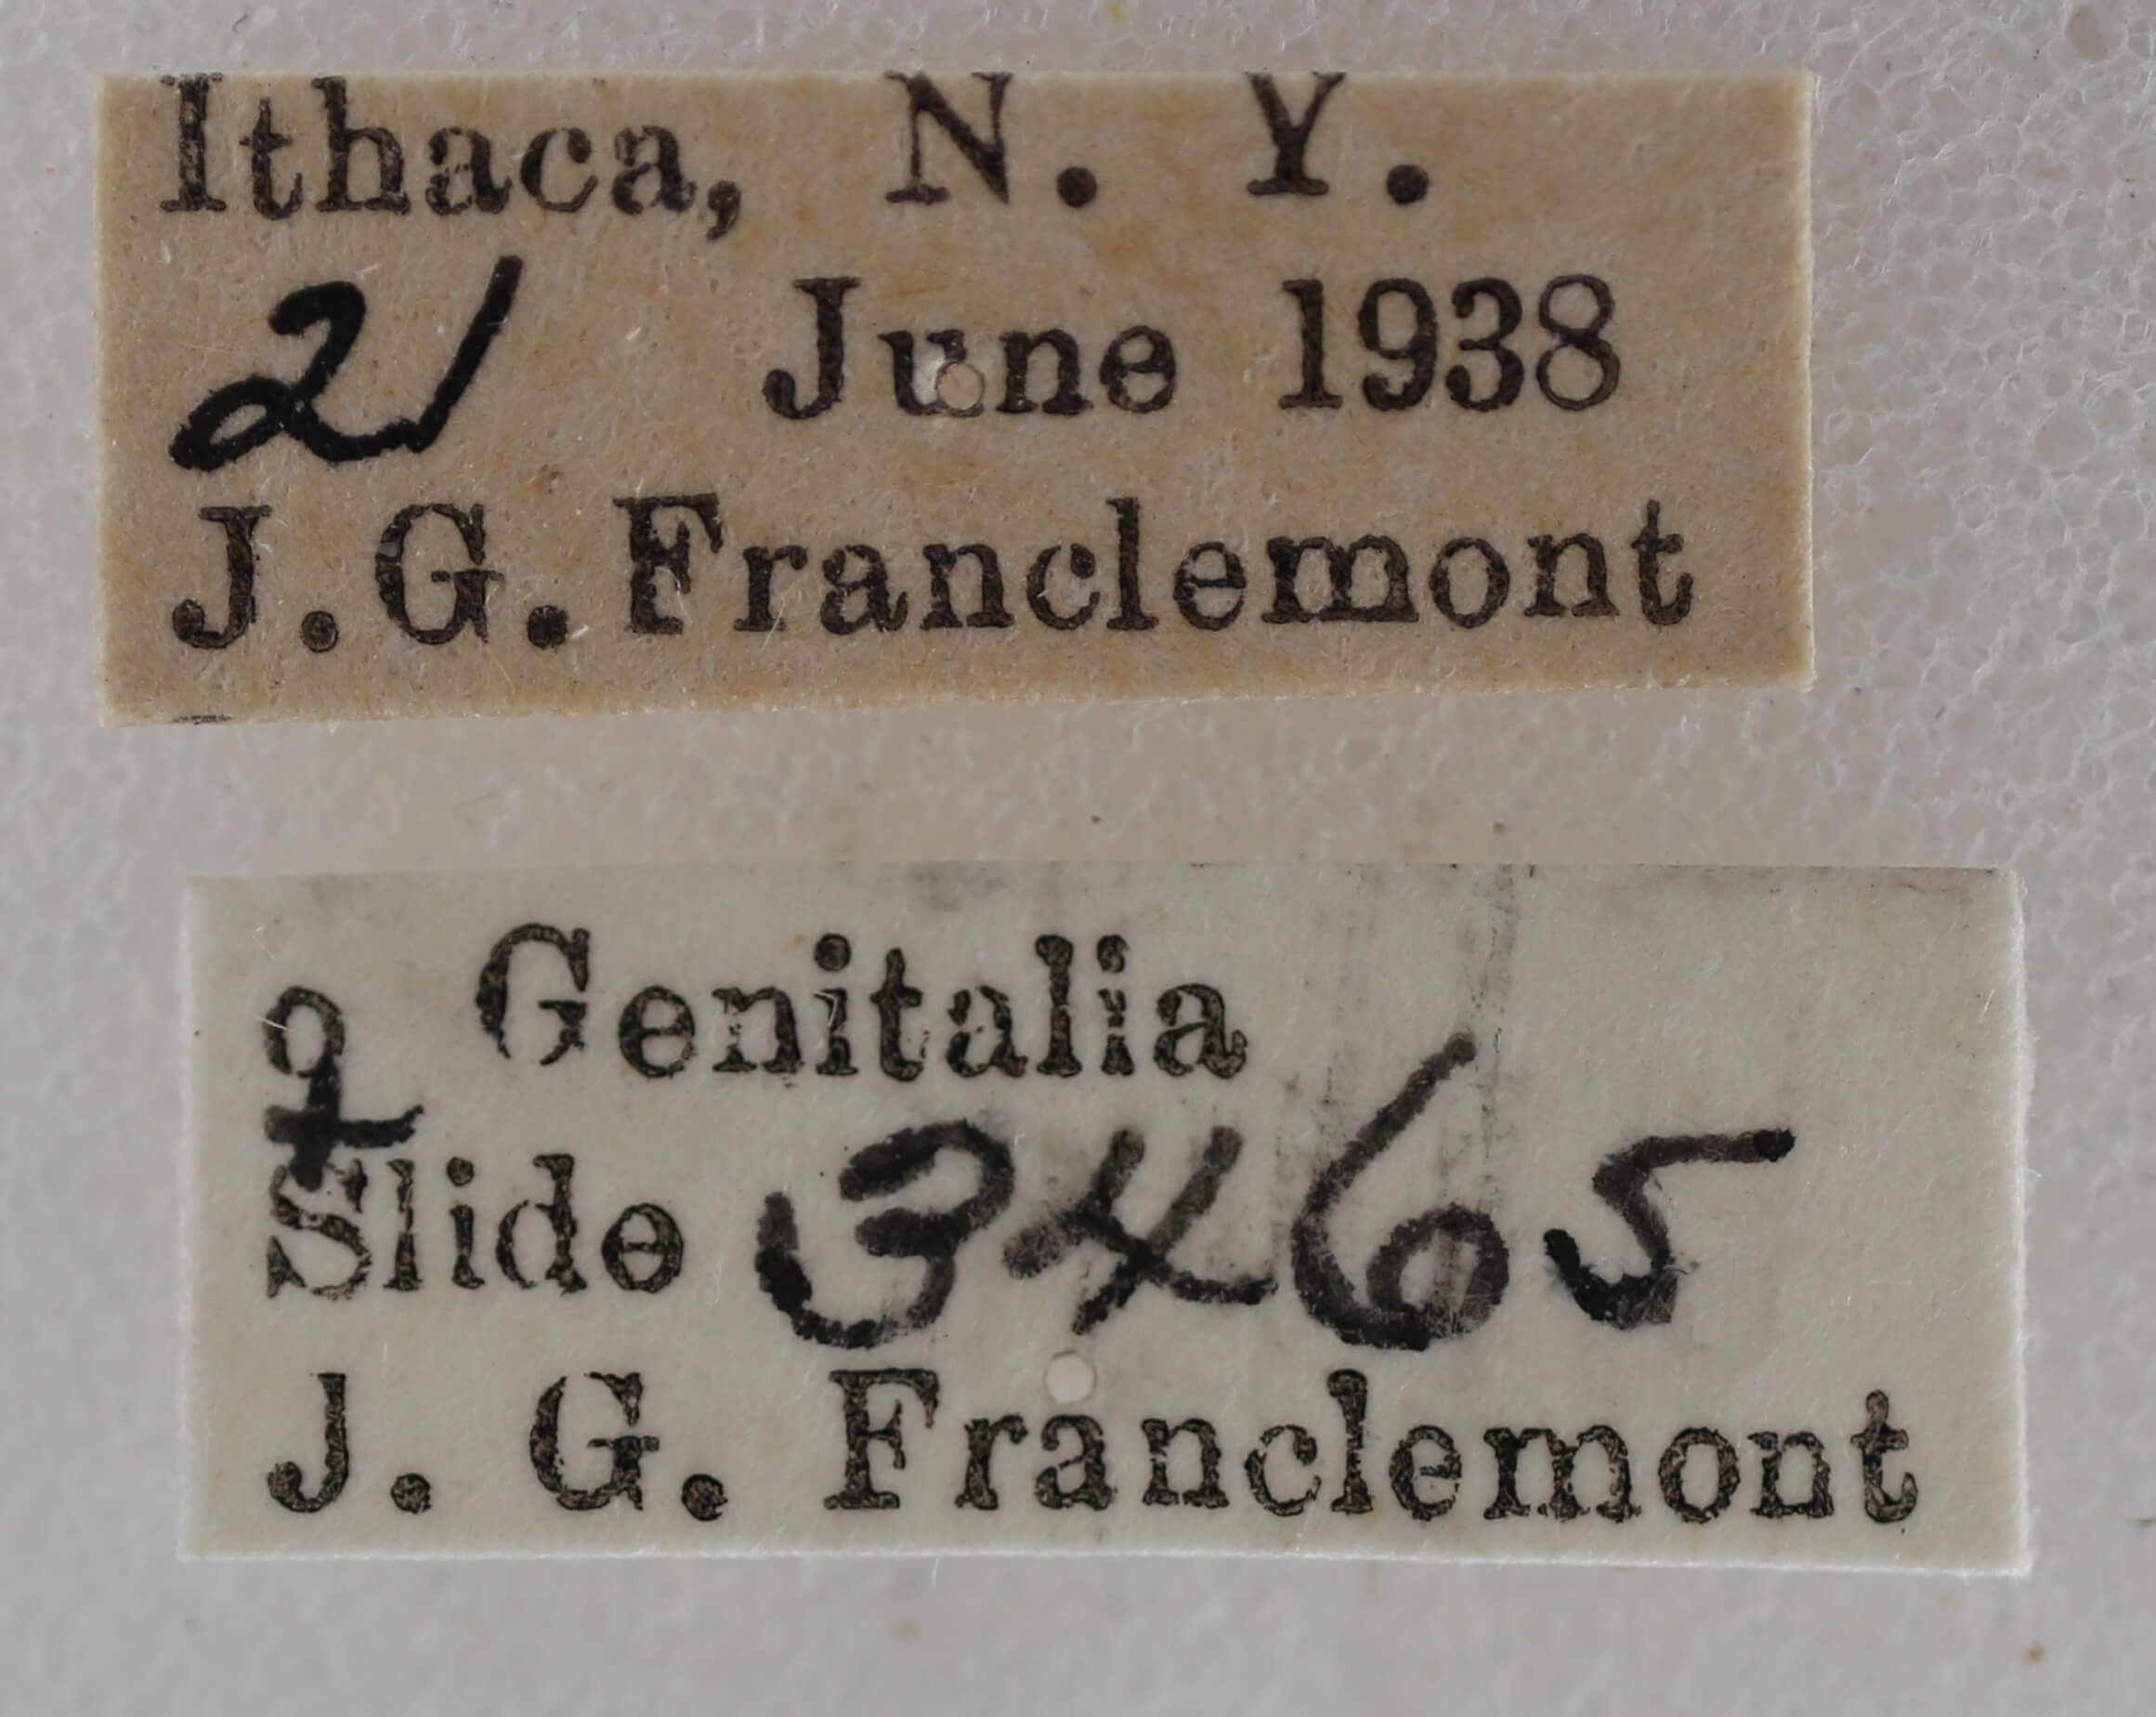 Ithaca, N. Y.
21 June 1938
J.G. Franclemont
♀ Genitalia
Slide 3465
J. G. Franclemont